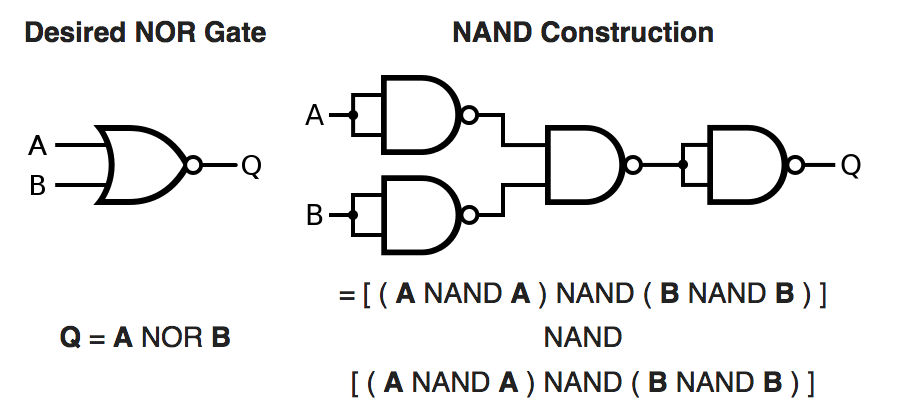 Desired NOR Gate
NAND Construction
A
B
Q
A
B
Q
Q = A NOR B
= [ ( A NAND A ) NAND ( B NAND B ) ]
NAND
[ ( A NAND A ) NAND ( B NAND B ) ]